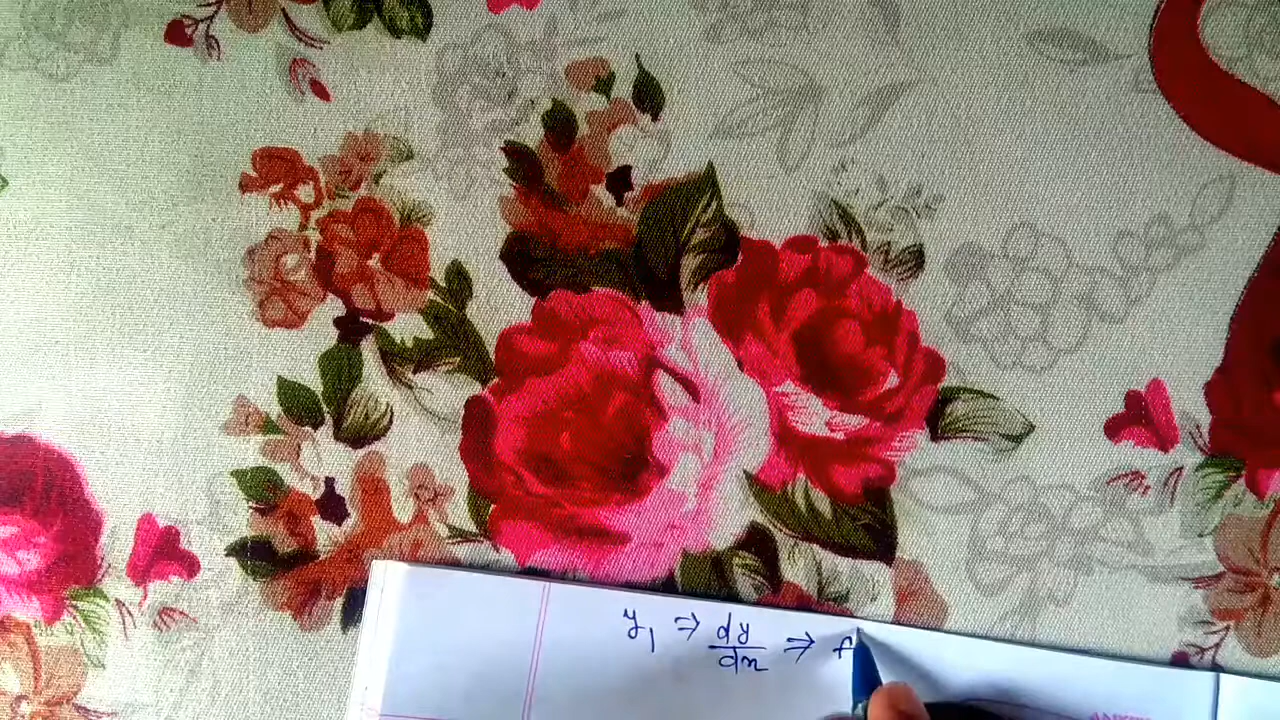 y₁ ⇒ dy/dx ⇒ f